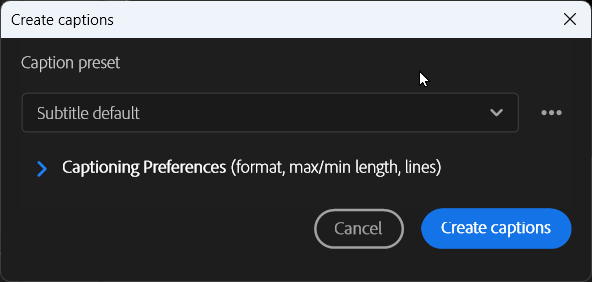 Create captions
Caption preset
Subtitle default
Captioning Preferences (format, max/min length, lines)
Cancel
Create captions